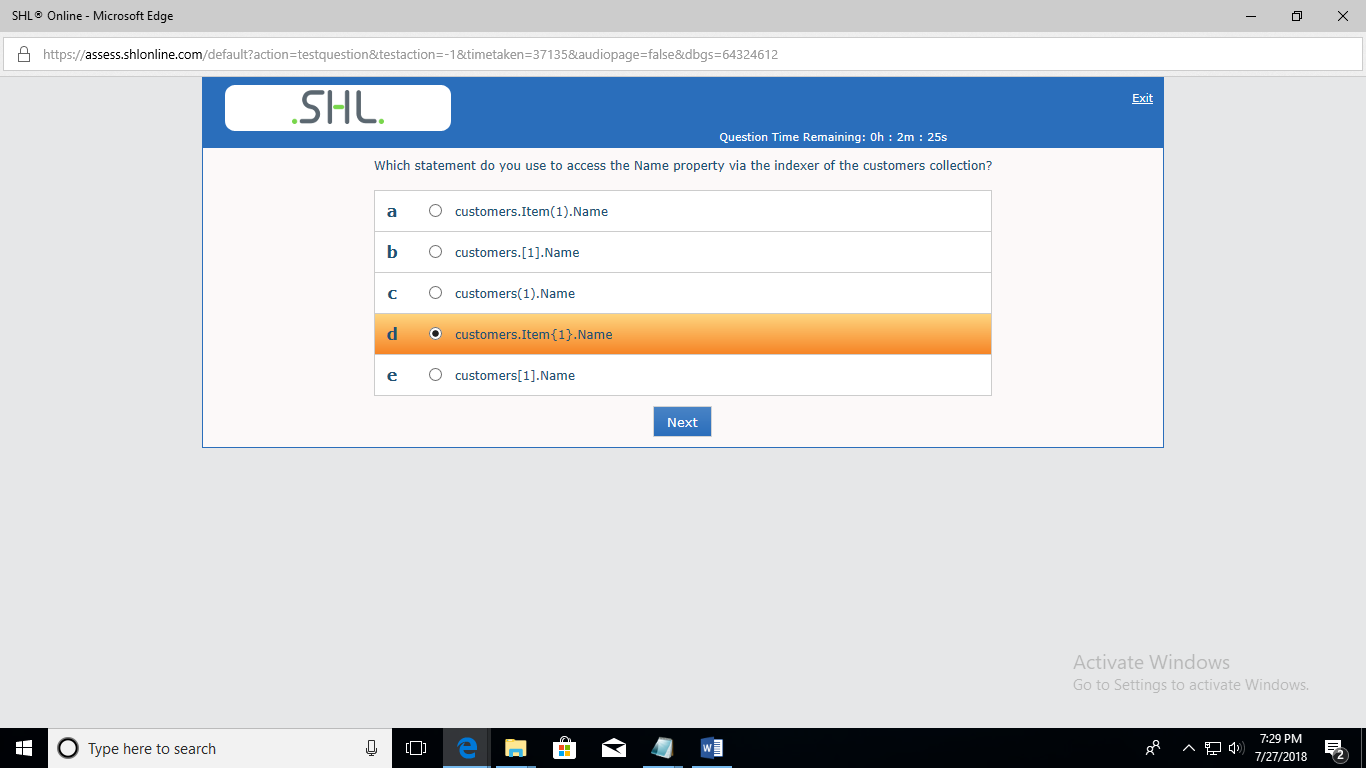 SHL® Online - Microsoft Edge
https://assess.shlonline.com/default?action=testquestion&testaction=-1&timetaken=37135&audiopage=false&dbgs=64324612
.SHL.
Exit
Question Time Remaining: 0h : 2m : 25s
Which statement do you use to access the Name property via the indexer of the customers collection?
a customers.Item(1).Name
b customers.[1].Name
c customers(1).Name
d customers.Item{1}.Name
e customers[1].Name
Next
Activate Windows
Go to Settings to activate Windows.
Type here to search
7:29 PM
7/27/2018
2